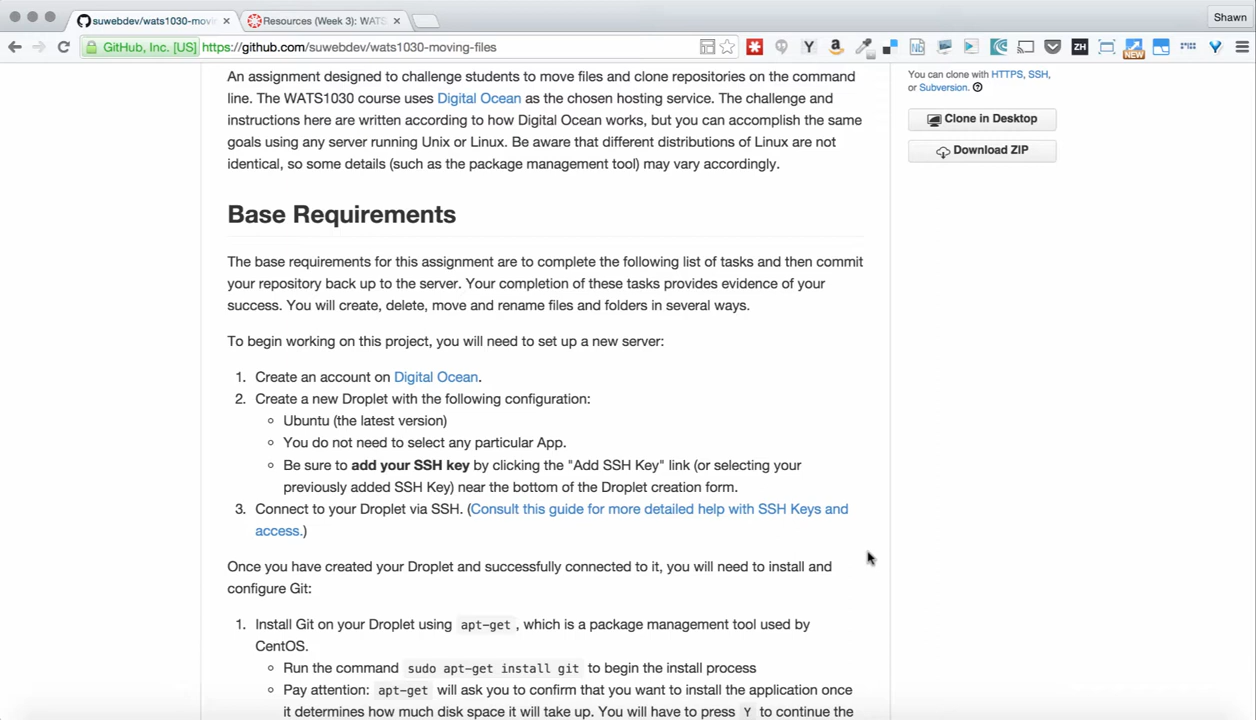 suwebdev/wats1030-movin
Resources (Week 3): WATS
Shawn
GitHub, Inc. [US]
https://github.com/suwebdev/wats1030-moving-files
An assignment designed to challenge students to move files and clone repositories on the command
line. The WATS1030 course uses Digital Ocean as the chosen hosting service. The challenge and
instructions here are written according to how Digital Ocean works, but you can accomplish the same
goals using any server running Unix or Linux. Be aware that different distributions of Linux are not
identical, so some details (such as the package management tool) may vary accordingly.
You can clone with HTTPS, SSH,
or Subversion.
Clone in Desktop
Download ZIP
Base Requirements
The base requirements for this assignment are to complete the following list of tasks and then commit
your repository back up to the server. Your completion of these tasks provides evidence of your
success. You will create, delete, move and rename files and folders in several ways.
To begin working on this project, you will need to set up a new server:
1. Create an account on Digital Ocean.
2. Create a new Droplet with the following configuration:
Ubuntu (the latest version)
You do not need to select any particular App.
Be sure to add your SSH key by clicking the "Add SSH Key" link (or selecting your
previously added SSH Key) near the bottom of the Droplet creation form.
3. Connect to your Droplet via SSH. (Consult this guide for more detailed help with SSH Keys and
access.)
Once you have created your Droplet and successfully connected to it, you will need to install and
configure Git:
1. Install Git on your Droplet using apt-get , which is a package management tool used by
CentOS.
Run the command sudo apt-get install git to begin the install process
Pay attention: apt-get will ask you to confirm that you want to install the application once
it determines how much disk space it will take up. You will have to press Y to continue the